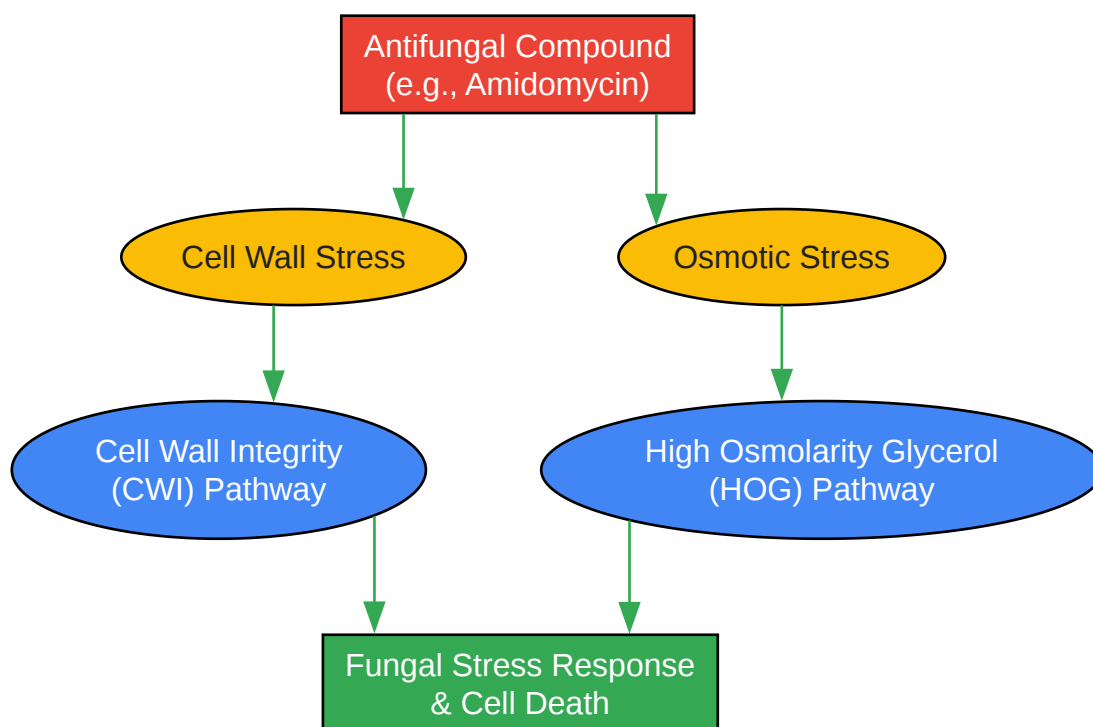 Antifungal Compound
(e.g., Amidomycin)
Cell Wall Stress
Osmotic Stress
Cell Wall Integrity
(CWI) Pathway
High Osmolarity Glycerol
(HOG) Pathway
Fungal Stress Response
& Cell Death